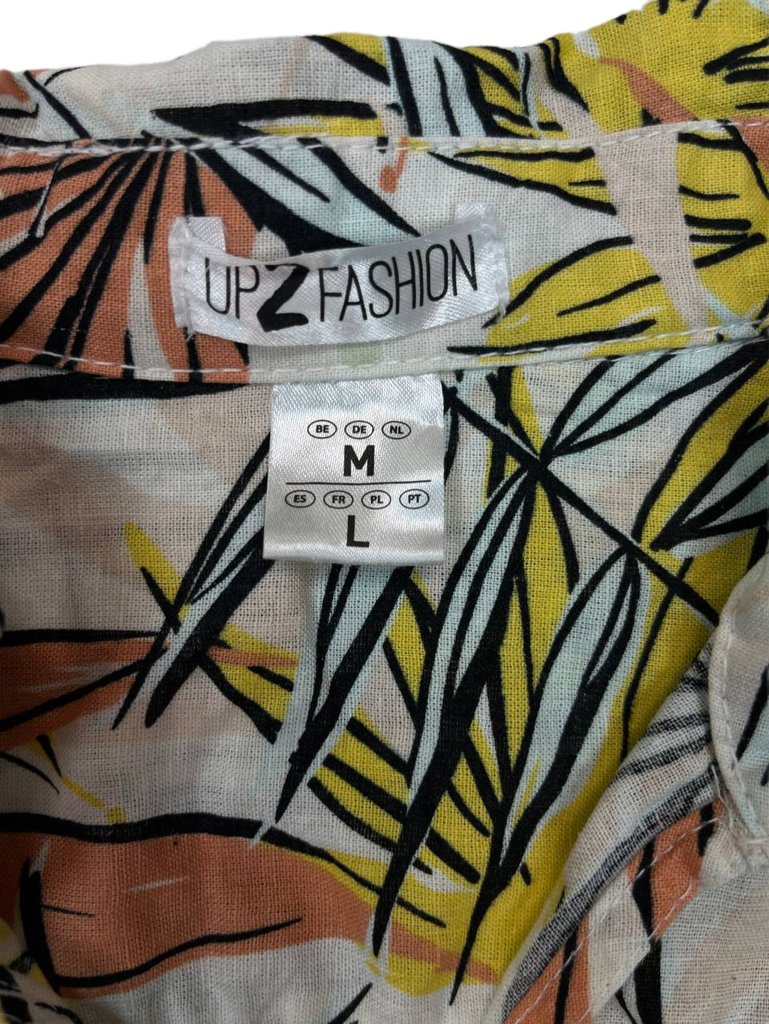 UP2FASHION
BE DE NL
M
ES FR PL PT
L